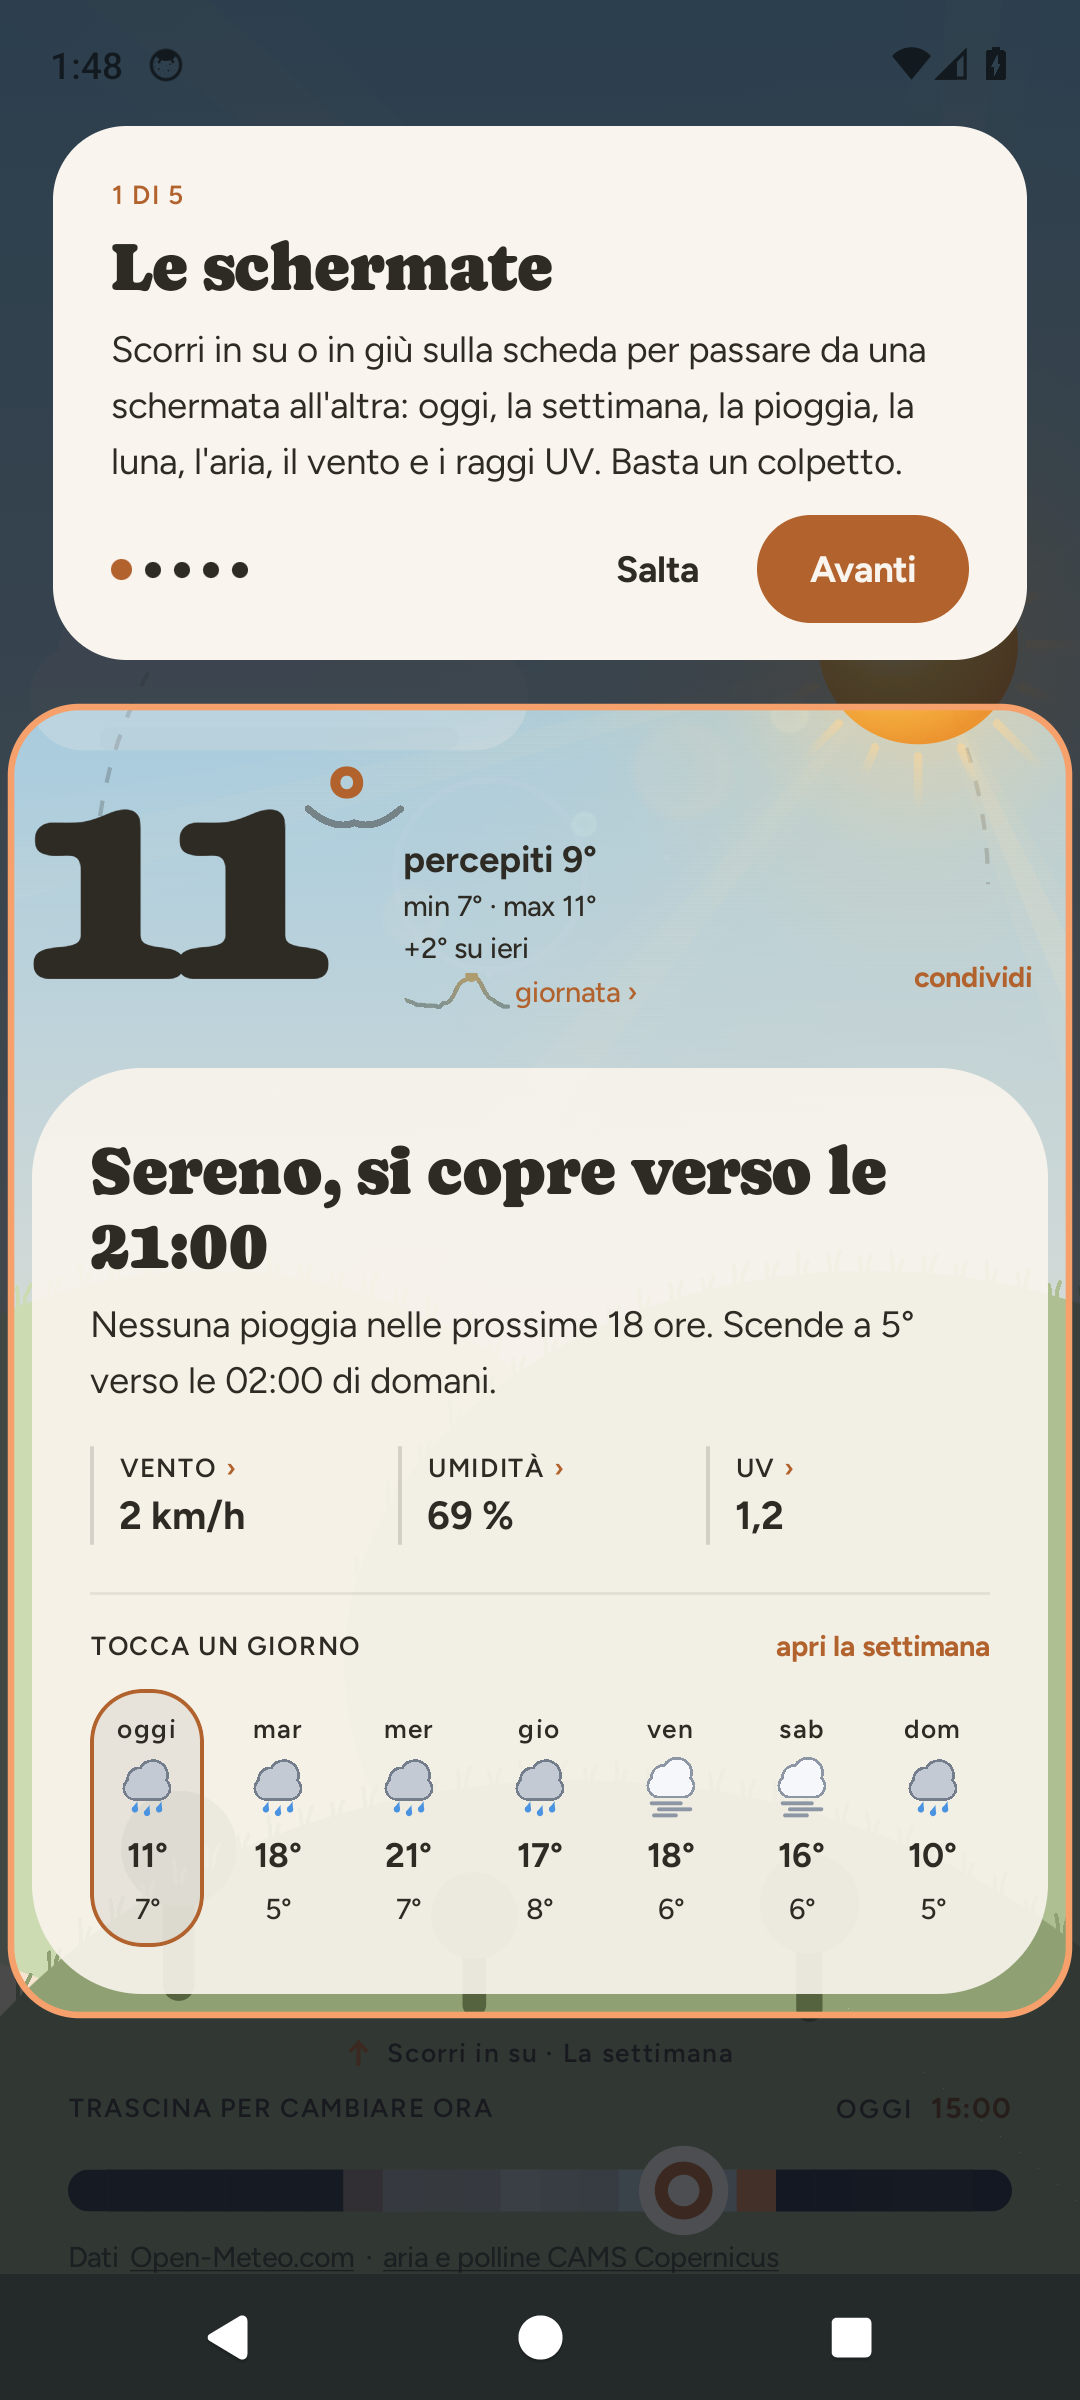 1:48
1 DI 5
Le schermate
Scorri in su o in giù sulla scheda per passare da una
schermata all'altra: oggi, la settimana, la pioggia, la
luna, l'aria, il vento e i raggi UV. Basta un colpetto.
Salta
Avanti
11°
percepiti 9°
min 7° · max 11°
+2° su ieri
giornata ›
condividi
Sereno, si copre verso le
21:00
Nessuna pioggia nelle prossime 18 ore. Scende a 5°
verso le 02:00 di domani.
VENTO › UMIDITÀ › UV ›
2 km/h 69 % 1,2
TOCCA UN GIORNO apri la settimana
oggi mar mer gio ven sab dom
11° 18° 21° 17° 18° 16° 10°
7° 5° 7° 8° 6° 6° 5°
↑ Scorri in su · La settimana
TRASCINA PER CAMBIARE ORA OGGI 15:00
Dati Open-Meteo.com · aria e polline CAMS Copernicus